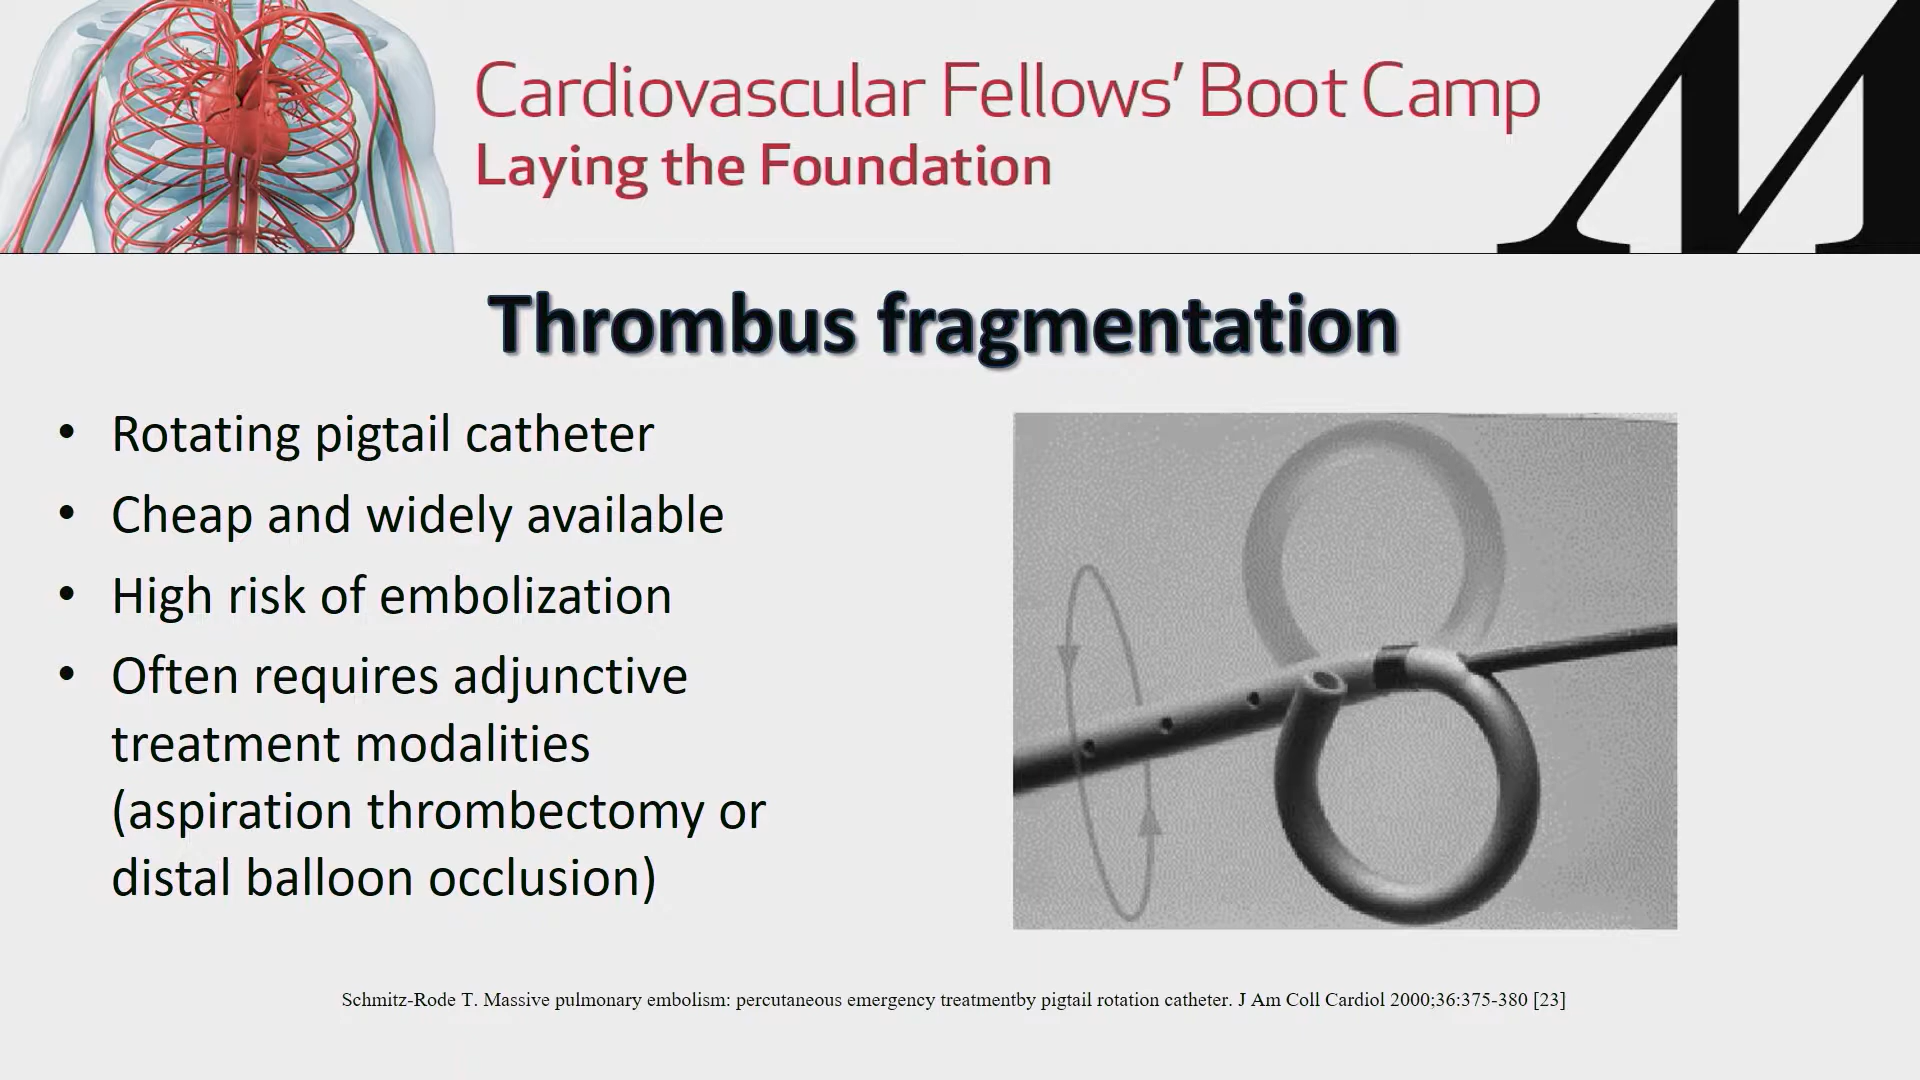 Cardiovascular Fellows' Boot Camp
Laying the Foundation
M
Thrombus fragmentation
• Rotating pigtail catheter
• Cheap and widely available
• High risk of embolization
• Often requires adjunctive
treatment modalities
(aspiration thrombectomy or
distal balloon occlusion)
Schmitz-Rode T. Massive pulmonary embolism: percutaneous emergency treatmentby pigtail rotation catheter. J Am Coll Cardiol 2000;36:375-380 [23]